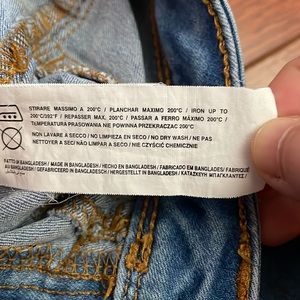 STIRARE MASSIMO A 200°C / PLANCHAR MAXIMO 200°C / IRON UP TO
200°C/392°F / REPASSER MAX. 200°C / PASSAR A FERRO MÁXIMO 200°C /
TEMPERATURA PRASOWANIA NIE POWINNA PRZEKRACZAĆ 200°C
NON LAVARE A SECCO / NO LIMPIEZA EN SECO / NO DRY WASH / NE PAS
NETTOYER A SEC / NÃO LIMPAR A SECO / NIE CZYŚCIĆ CHEMICZNIE
FATTO IN BANGLADESH / MADE IN BANGLADESH / HECHO EN BANGLADESH / FABRICADO EM BANGLADES/ FABRIQUÉ
AU BANGLADESH / GEFABRICEERD IN BANGLADESH / HERGESTELLT IN BANGLADESH / ΚΑΤΑΣΚΕΥΗ ΜΠΑΓΚΛΑΝΤΕΣ /